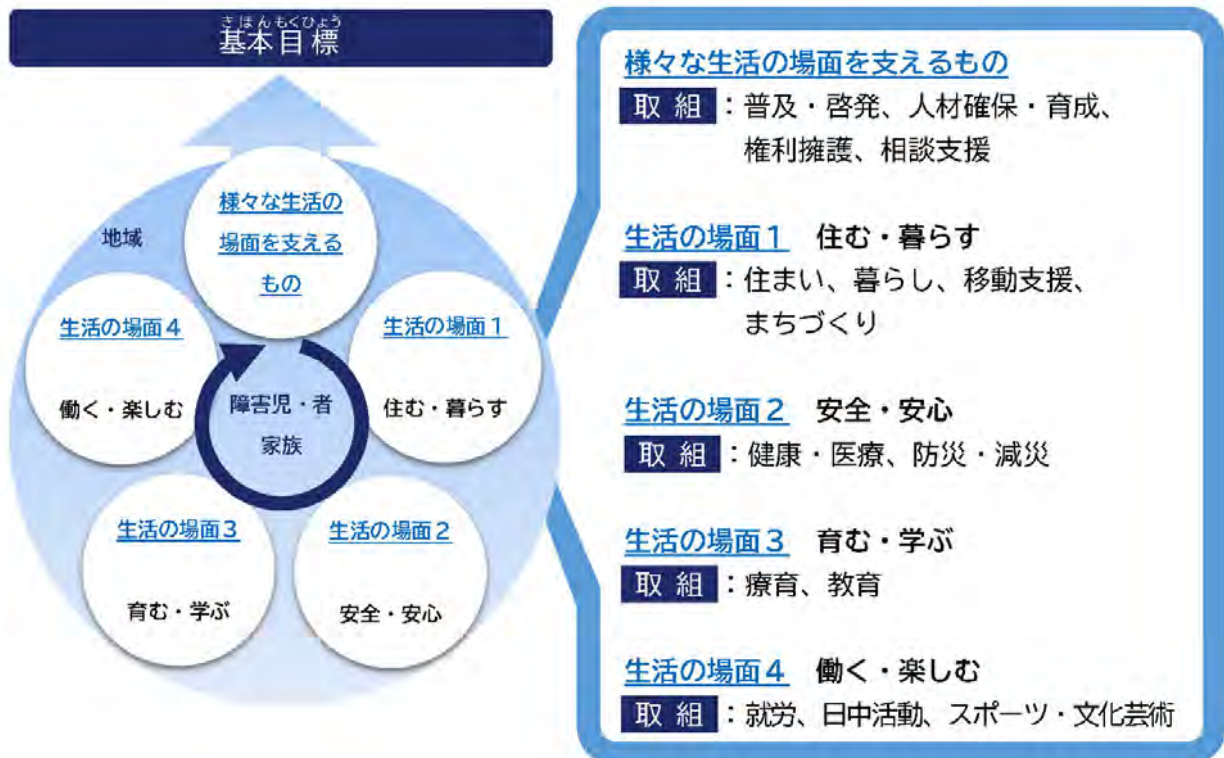 きほんもくひょう
基本目標
地域
様々な生活の
場面を支える
もの
生活の場面4
働く・楽しむ
生活の場面1
住む・暮らす
障害児・者
家族
生活の場面3
育む・学ぶ
生活の場面2
安全・安心
様々な生活の場面を支えるもの
取組:普及・啓発、人材確保・育成、
権利擁護、相談支援
生活の場面1 住む・暮らす
取組:住まい、暮らし、移動支援、
まちづくり
生活の場面2 安全・安心
取組:健康・医療、防災・減災
生活の場面3 育む・学ぶ
取組:療育、教育
生活の場面4 働く・楽しむ
取組:就労、日中活動、スポーツ・文化芸術